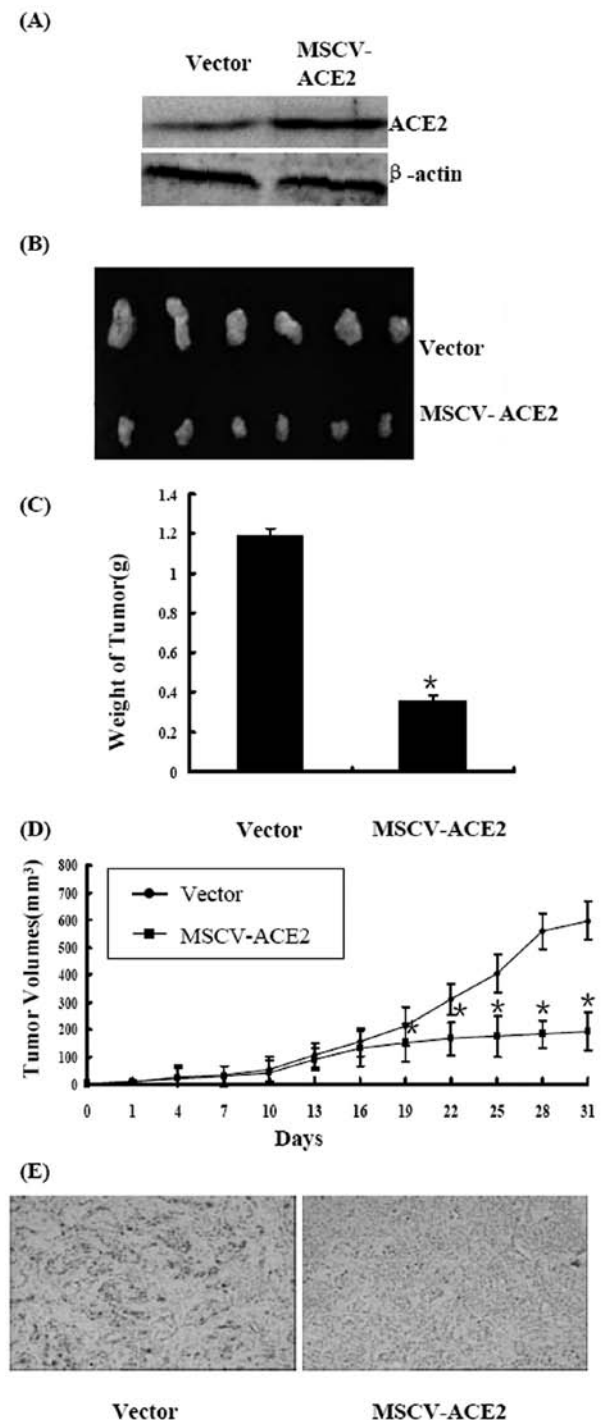 (A)
Vector
MSCV-
ACE2
ACE2
β-actin
(B)
Vector
MSCV- ACE2
(C)
Weight of Tumor(g)
1.4
1.2
1
0.8
0.6
0.4
0.2
0
*
Vector MSCV-ACE2
(D)
Tumor Volumes(mm³)
800
700
600
500
400
300
200
100
0
Vector
MSCV-ACE2
* * * * *
0 1 4 7 10 13 16 19 22 25 28 31
Days
(E)
Vector MSCV-ACE2